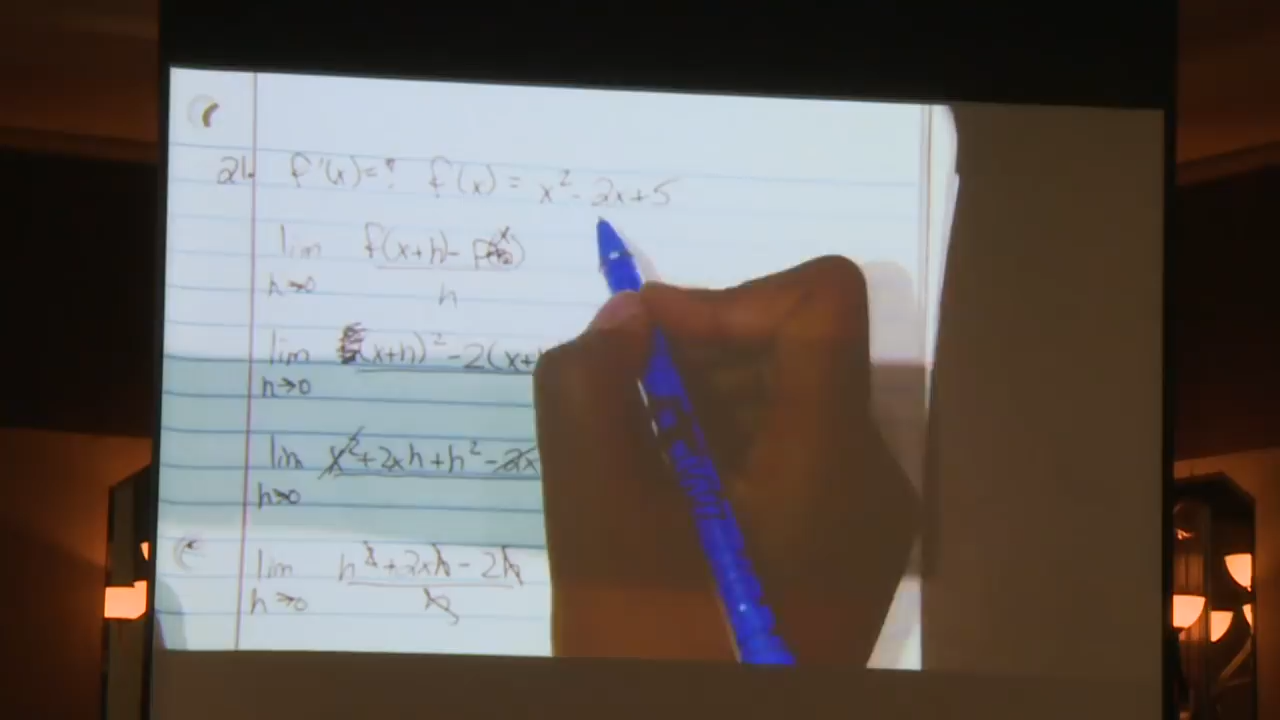 21. f'(x)=? f(x) = x² - 2x+5
lim f(x+h) - f(x)
h→0 h
lim (x+h)² - 2(x+
h→0
lim x²+2xh+h²-2x
h→0
lim h²+2xh-2h
h→0 h